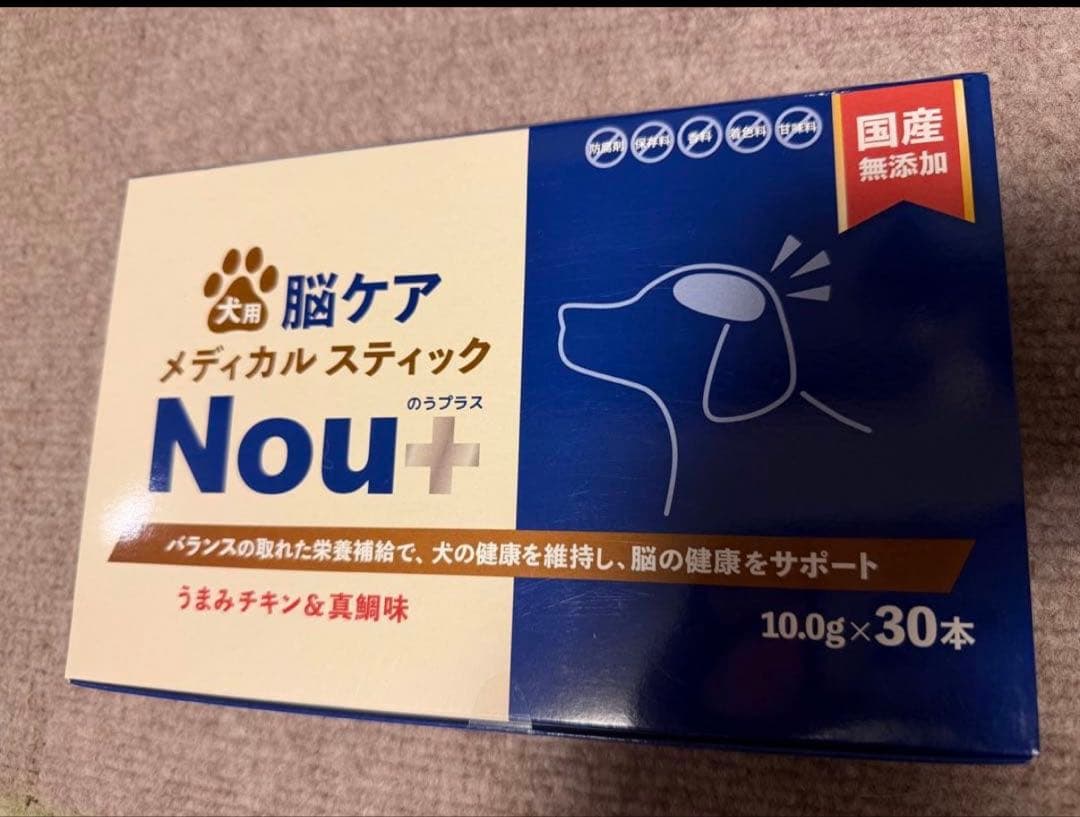 防腐剤 保存料 香料 着色料 甘味料
国産
無添加
犬用 脳ケア
メディカル スティック
のうプラス
Nou+
バランスの取れた栄養補給で、犬の健康を維持し、脳の健康をサポート
うまみチキン&真鯛味
10.0g×30本